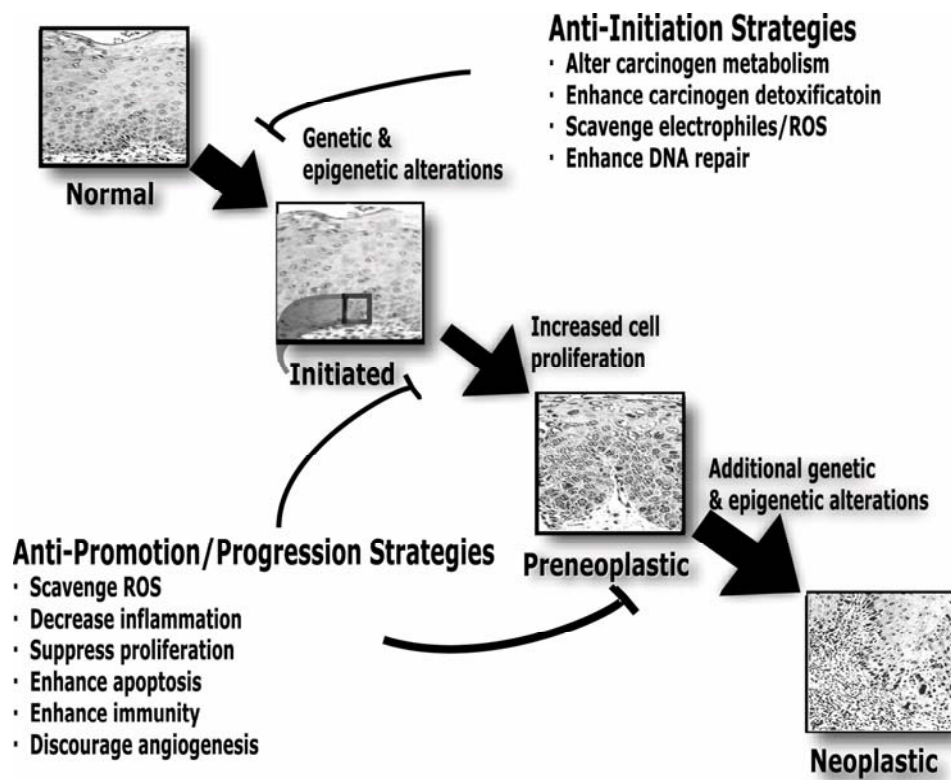 Anti-Initiation Strategies
· Alter carcinogen metabolism
· Enhance carcinogen detoxificatoin
· Scavenge electrophiles/ROS
· Enhance DNA repair
Genetic &
epigenetic alterations
Normal
Increased cell
proliferation
Initiated
Additional genetic
& epigenetic alterations
Preneoplastic
Anti-Promotion/Progression Strategies
· Scavenge ROS
· Decrease inflammation
· Suppress proliferation
· Enhance apoptosis
· Enhance immunity
· Discourage angiogenesis
Neoplastic